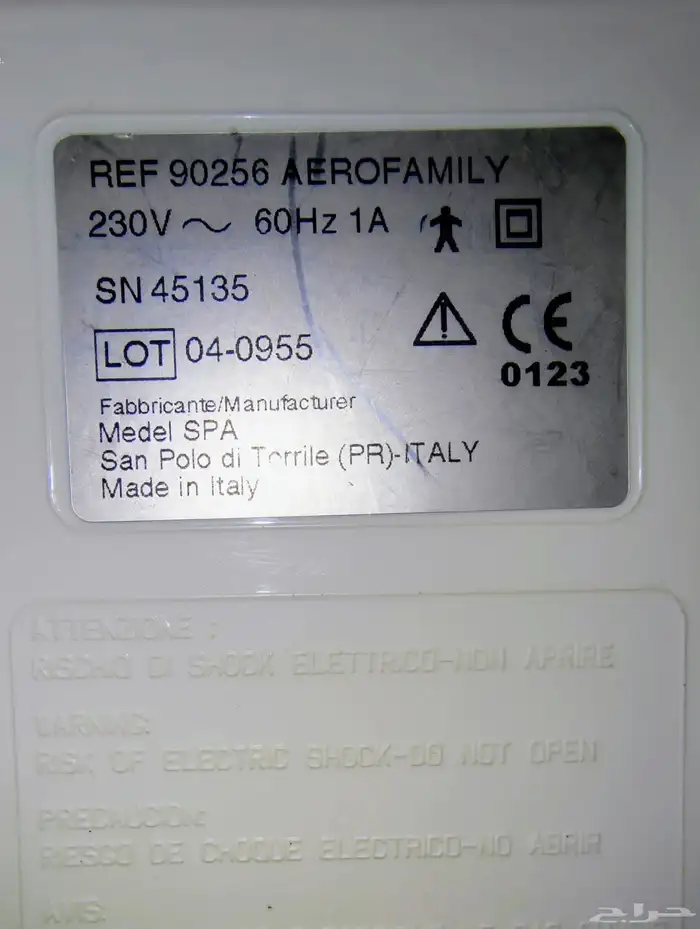 REF 90256 AEROFAMILY
230V ～ 60Hz 1A
SN 45135
LOT 04-0955
CE
0123
Fabbricante/Manufacturer
Medel SPA
San Polo di Torrile (PR)-ITALY
Made in Italy
ATTENZIONE :
RISCHIO DI SHOCK ELETTRICO-NON APRIRE
WARNING:
RISK OF ELECTRIC SHOCK-DO NOT OPEN
PRECAUCION:
RIESGO DE CHOQUE ELECTRICO-NO ABRIR
AVIS:
حراج